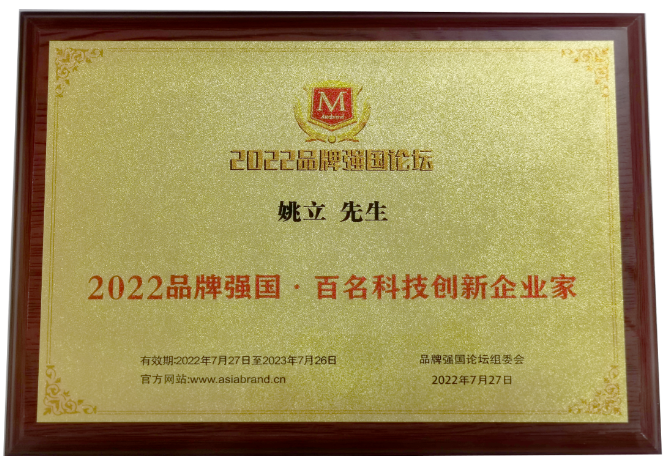 M
2022品牌强国论坛
姚立 先生
2022品牌强国·百名科技创新企业家
有效期:2022年7月27日至2023年7月26日
官方网站:www.asiabrand.cn
品牌强国论坛组委会
2022年7月27日